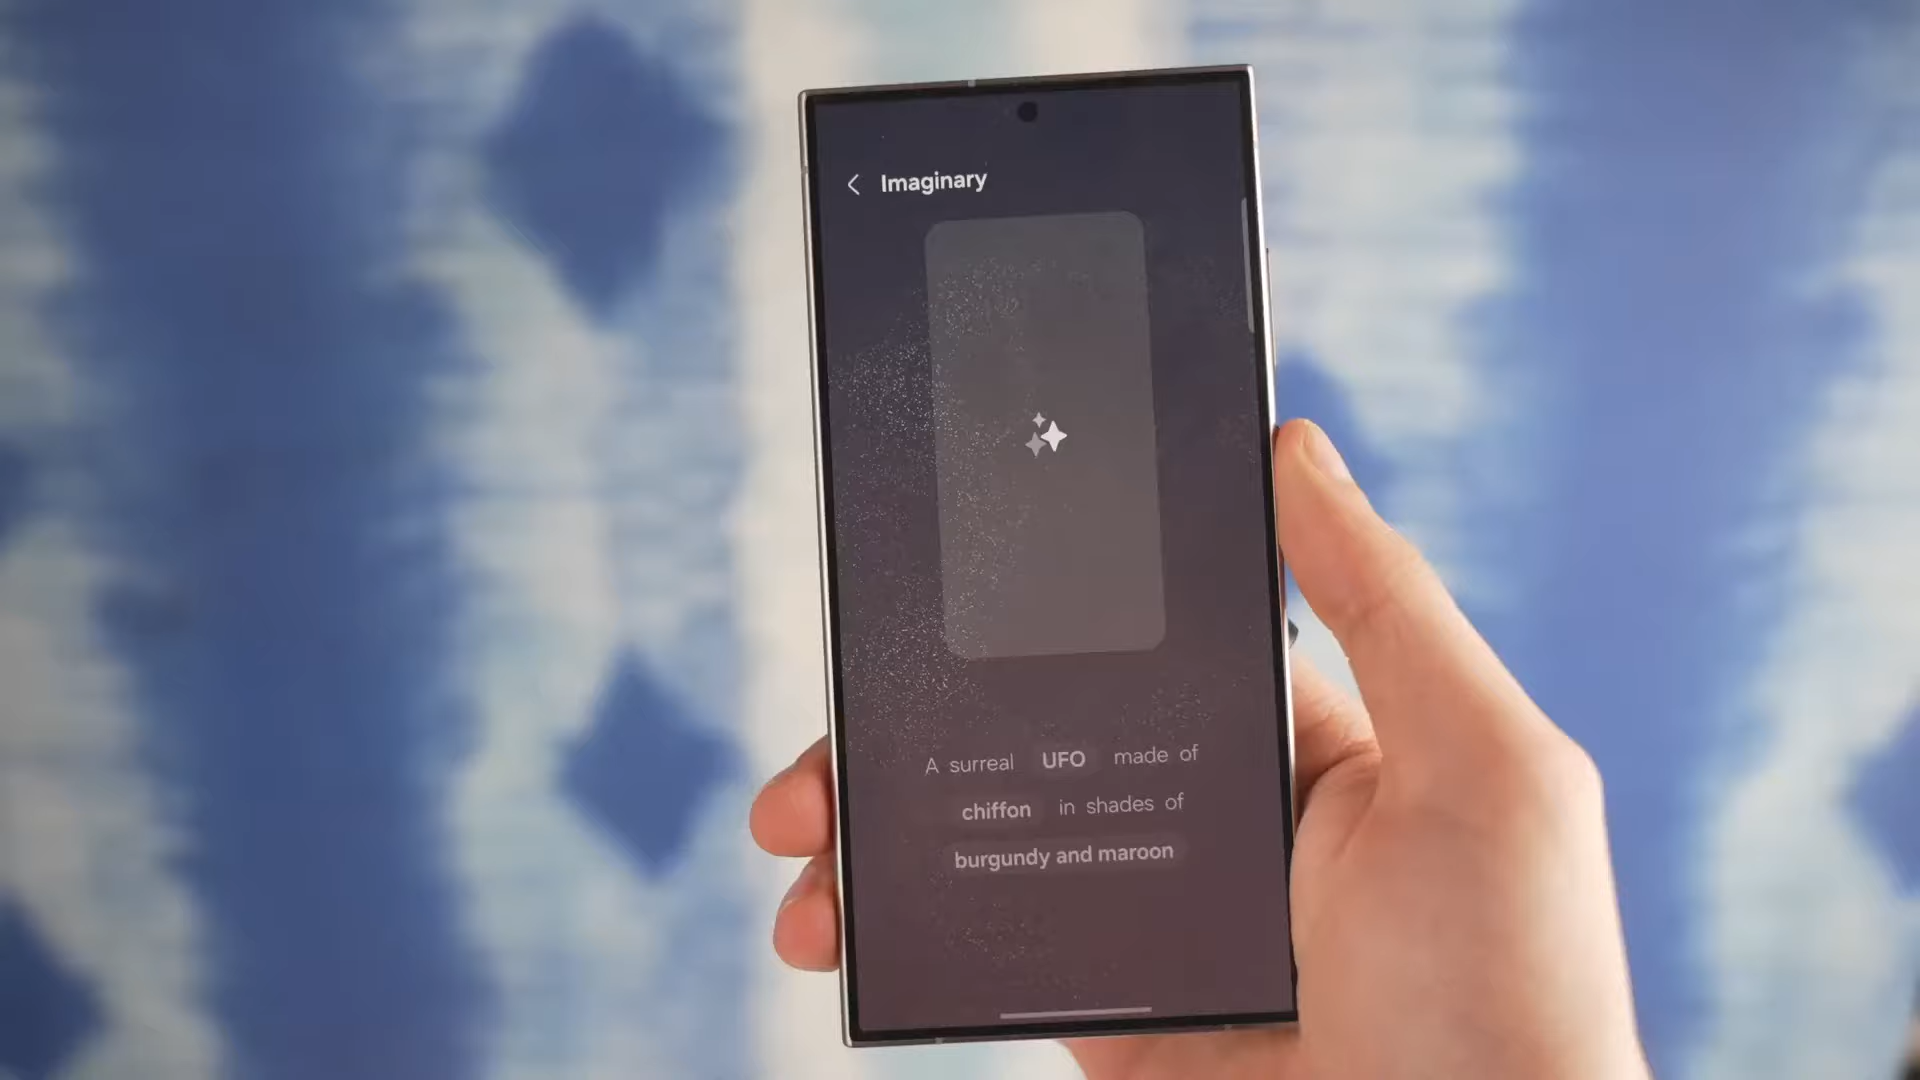 Imaginary
A surreal UFO made of
chiffon in shades of
burgundy and maroon